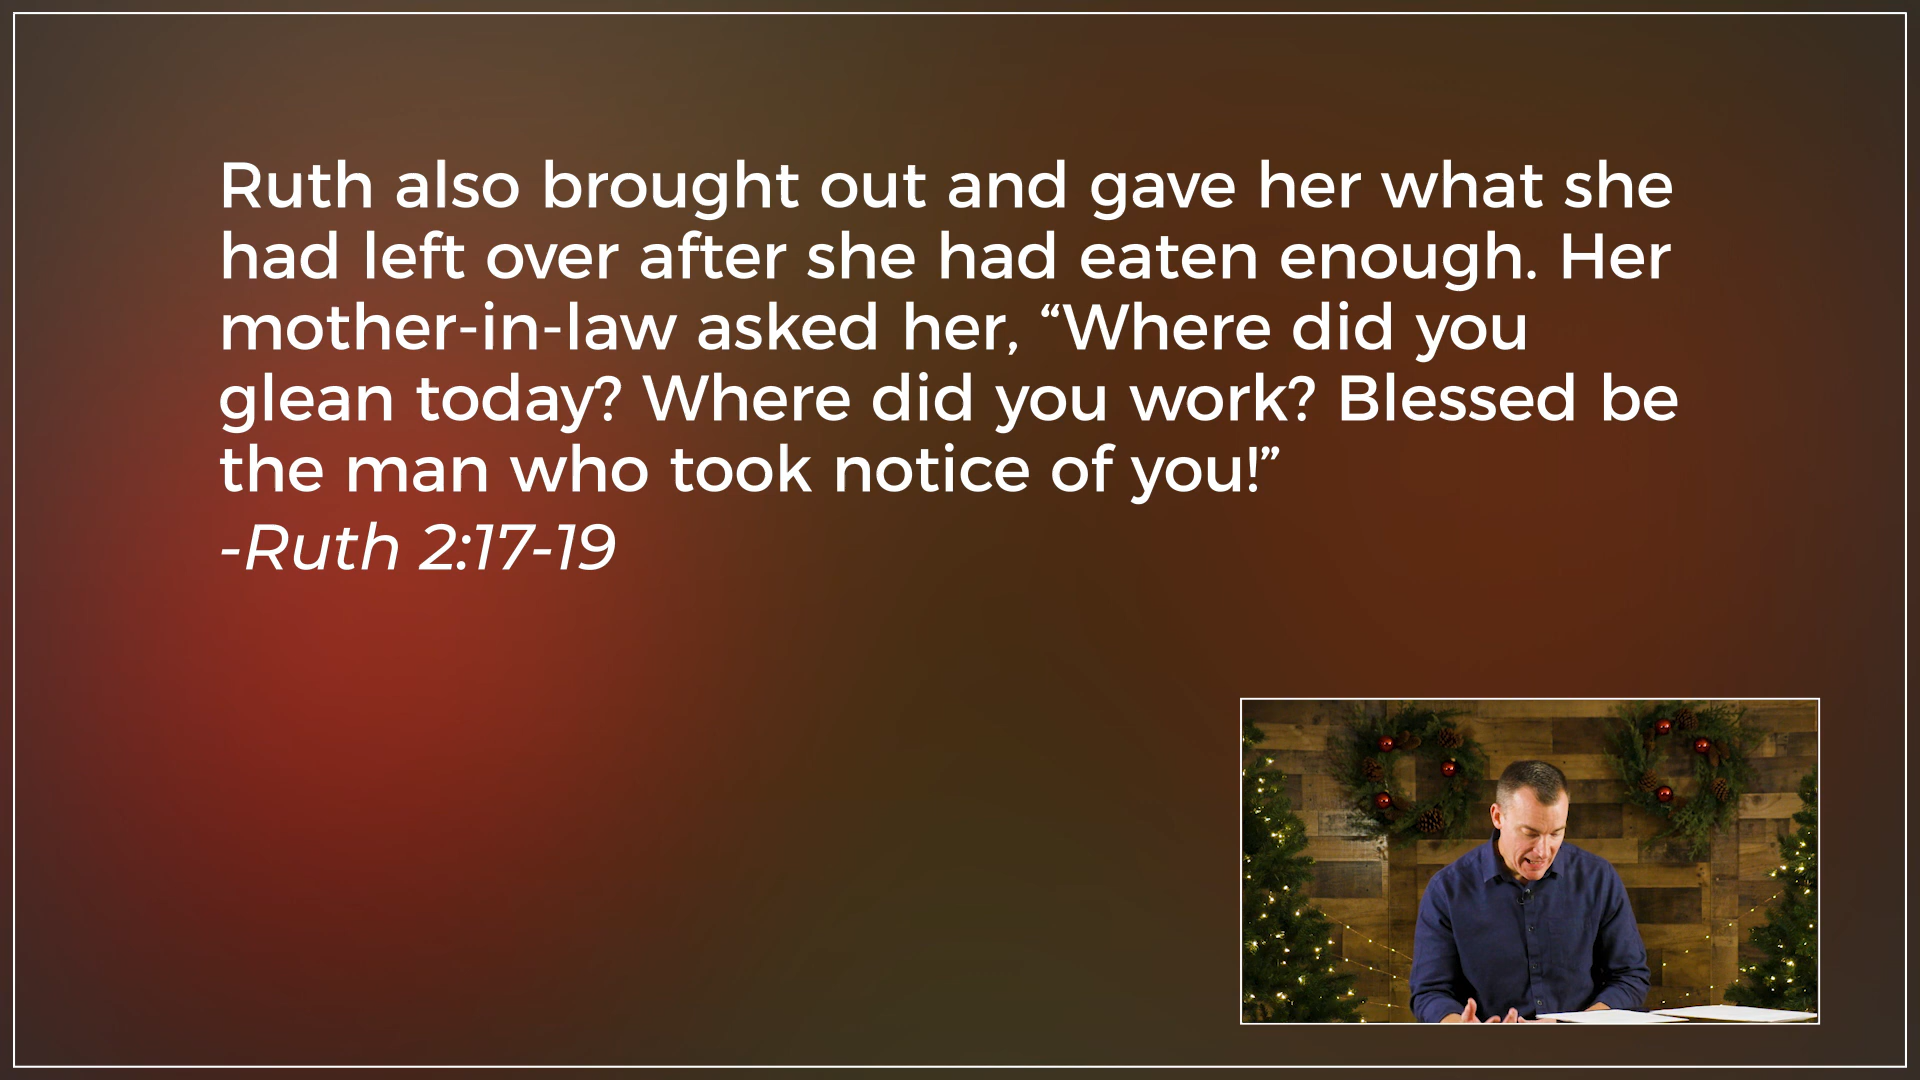 Ruth also brought out and gave her what she
had left over after she had eaten enough. Her
mother-in-law asked her, “Where did you
glean today? Where did you work? Blessed be
the man who took notice of you!”
-Ruth 2:17-19